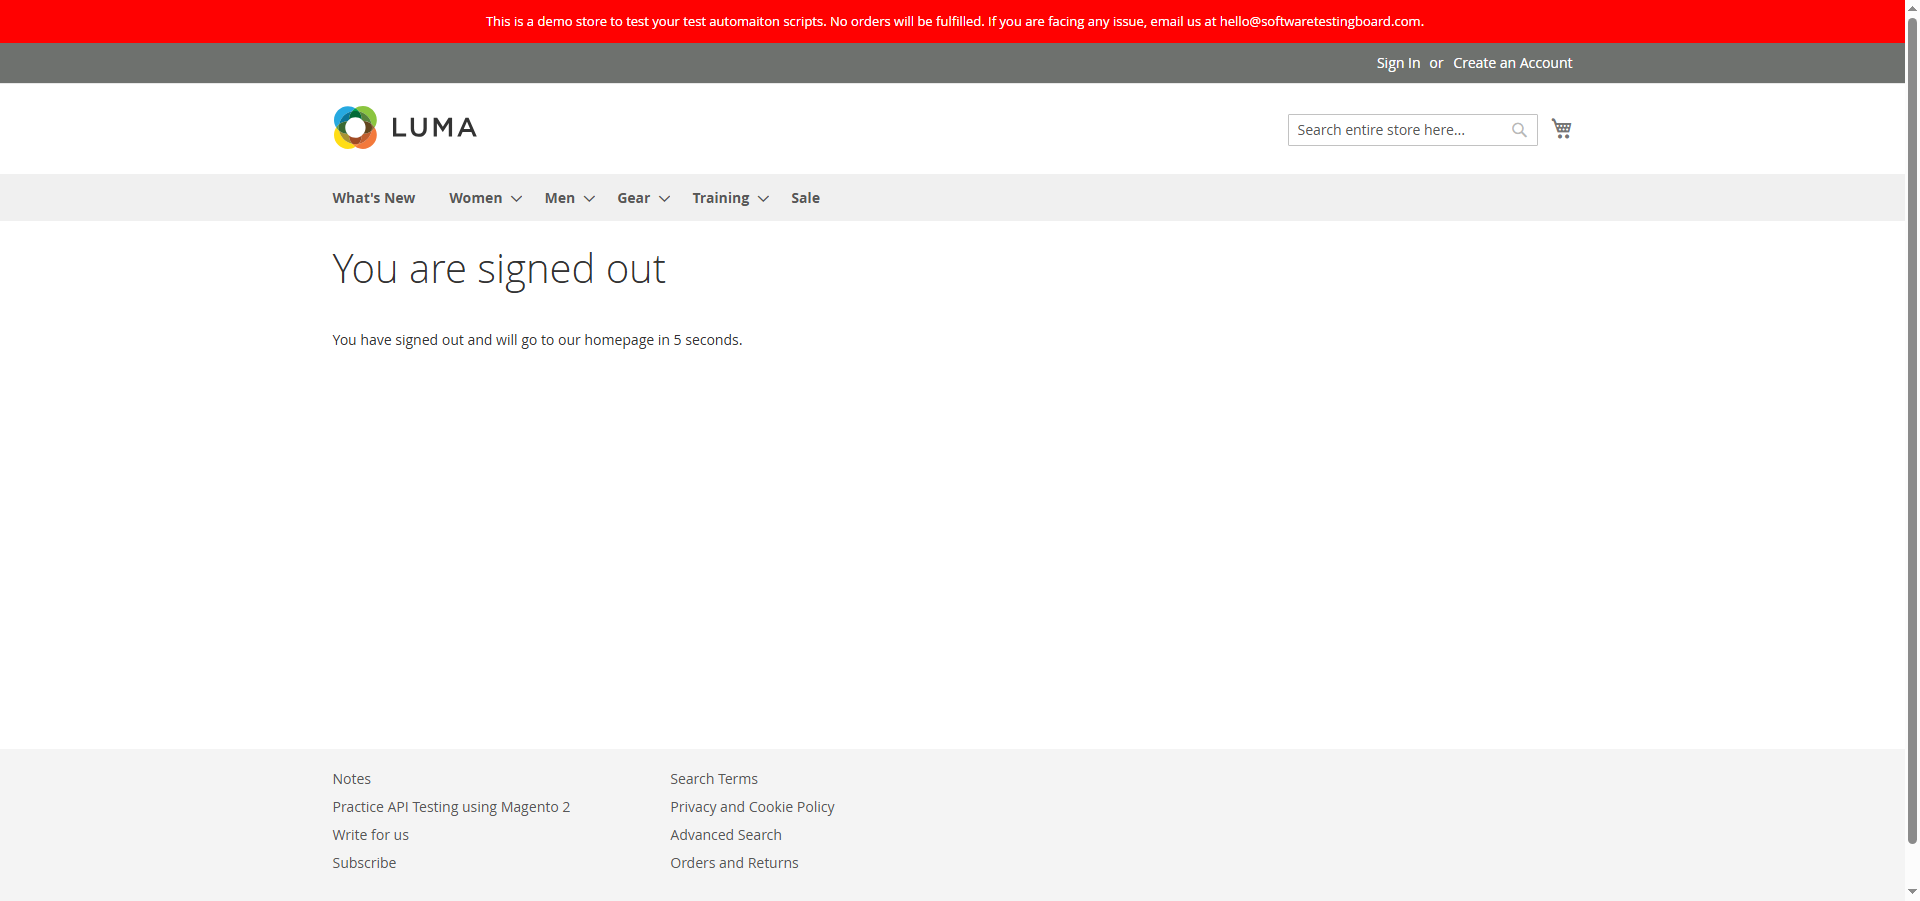 This is a demo store to test your test automaiton scripts. No orders will be fulfilled. If you are facing any issue, email us at hello@softwaretestingboard.com.
Sign In or Create an Account
LUMA
Search entire store here...
What's New Women Men Gear Training Sale
You are signed out
You have signed out and will go to our homepage in 5 seconds.
Notes
Practice API Testing using Magento 2
Write for us
Subscribe
Search Terms
Privacy and Cookie Policy
Advanced Search
Orders and Returns